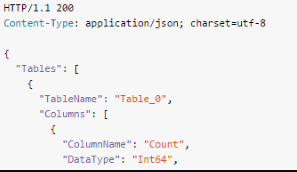 HTTP/1.1 200
Content-Type: application/json; charset=utf-8
{
"Tables": [
{
"TableName": "Table_0",
"Columns": [
{
"ColumnName": "Count",
"DataType": "Int64",